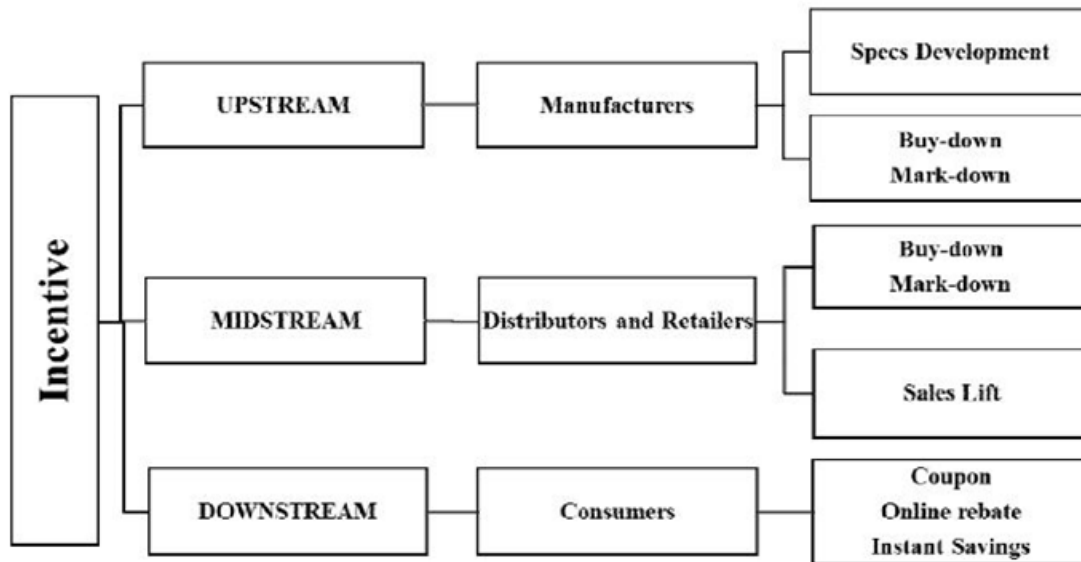 Incentive
UPSTREAM
Manufacturers
Specs Development
Buy-down
Mark-down
MIDSTREAM
Distributors and Retailers
Buy-down
Mark-down
Sales Lift
DOWNSTREAM
Consumers
Coupon
Online rebate
Instant Savings